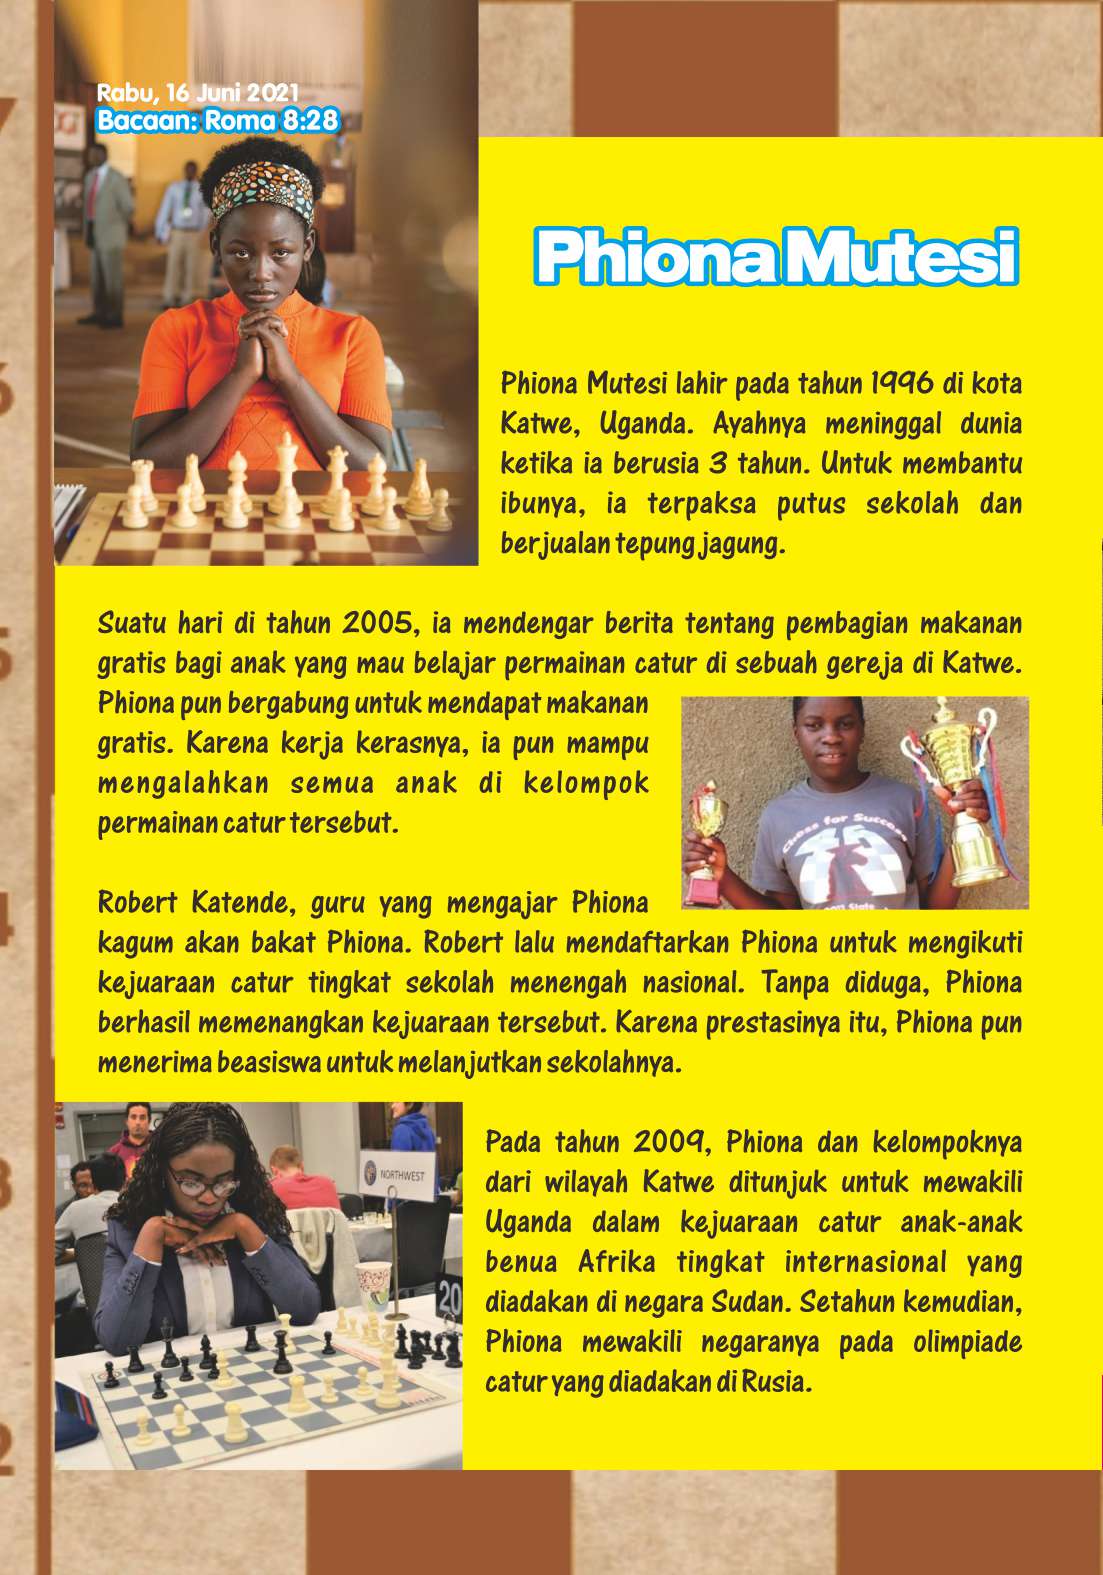 Rabu, 16 Juni 2021
Bacaan: Roma 8:28
Phiona Mutesi
Phiona Mutesi lahir pada tahun 1996 di kota
Katwe, Uganda. Ayahnya meninggal dunia
ketika ia berusia 3 tahun. Untuk membantu
ibunya, ia terpaksa putus sekolah dan
berjualan tepung jagung.
Suatu hari di tahun 2005, ia mendengar berita tentang pembagian makanan
gratis bagi anak yang mau belajar permainan catur di sebuah gereja di Katwe.
Phiona pun bergabung untuk mendapat makanan
gratis. Karena kerja kerasnya, ia pun mampu
mengalahkan semua anak di kelompok
permainan catur tersebut.
Chess for Success
State
Robert Katende, guru yang mengajar Phiona
kagum akan bakat Phiona. Robert lalu mendaftarkan Phiona untuk mengikuti
kejuaraan catur tingkat sekolah menengah nasional. Tanpa diduga, Phiona
berhasil memenangkan kejuaraan tersebut. Karena prestasinya itu, Phiona pun
menerima beasiswa untuk melanjutkan sekolahnya.
NORTHWEST
20
Pada tahun 2009, Phiona dan kelompoknya
dari wilayah Katwe ditunjuk untuk mewakili
Uganda dalam kejuaraan catur anak-anak
benua Afrika tingkat internasional yang
diadakan di negara Sudan. Setahun kemudian,
Phiona mewakili negaranya pada olimpiade
catur yang diadakan di Rusia.